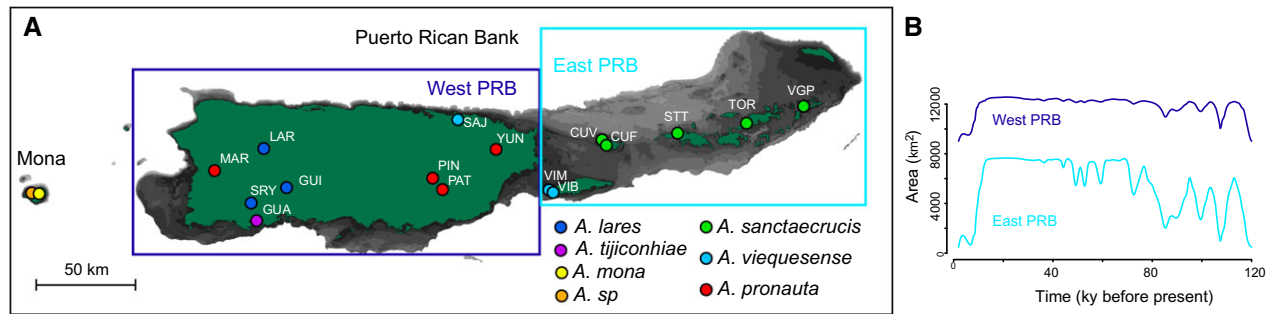 A
Puerto Rican Bank
West PRB
East PRB
Mona
MAR
LAR
SRY
GUI
GUA
SAJ
YUN
PIN
PAT
VIM
VIB
CUV
CUF
STT
TOR
VGP
50 km
A. lares
A. tijiconhiae
A. mona
A. sp
A. sanctaecrucis
A. viequesense
A. pronauta
B
Area (km2)
0
4000
8000
12000
West PRB
East PRB
0 40 80 120
Time (ky before present)